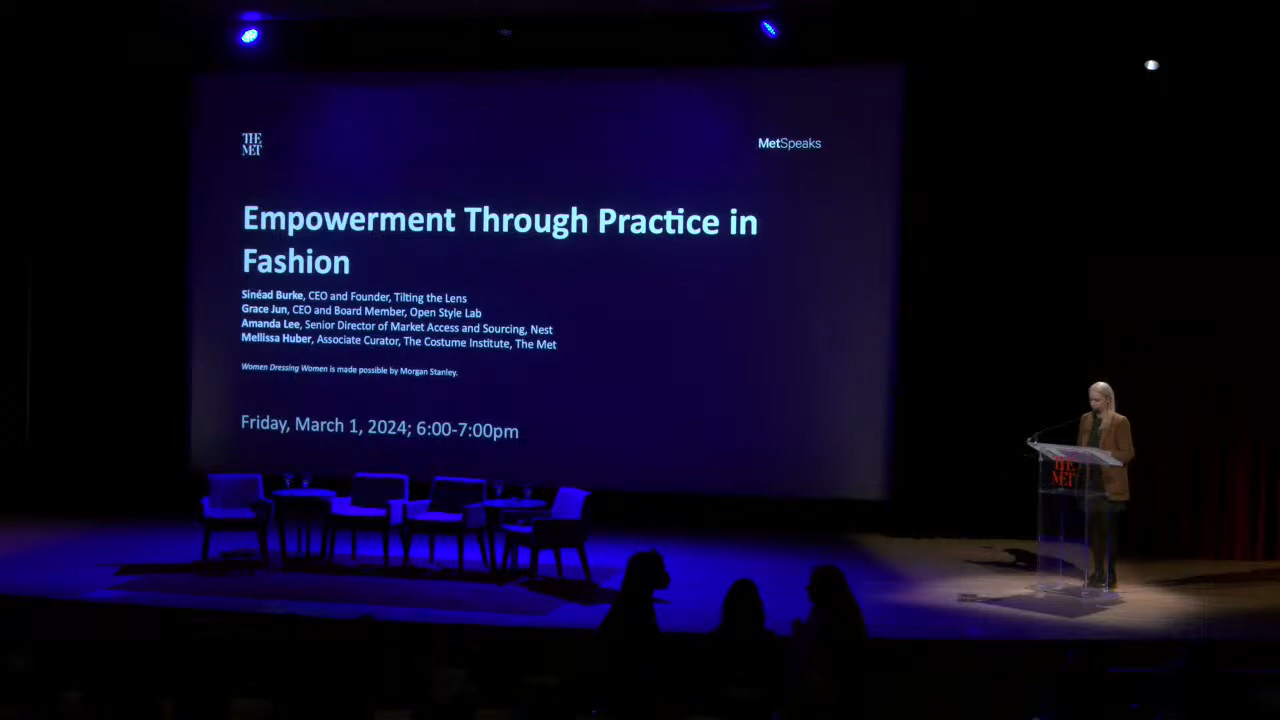 THE
MET
MetSpeaks
Empowerment Through Practice in
Fashion
Sinéad Burke, CEO and Founder, Tilting the Lens
Grace Jun, CEO and Board Member, Open Style Lab
Amanda Lee, Senior Director of Market Access and Sourcing, Nest
Mellissa Huber, Associate Curator, The Costume Institute, The Met
Women Dressing Women is made possible by Morgan Stanley.
Friday, March 1, 2024; 6:00-7:00pm
THE
MET